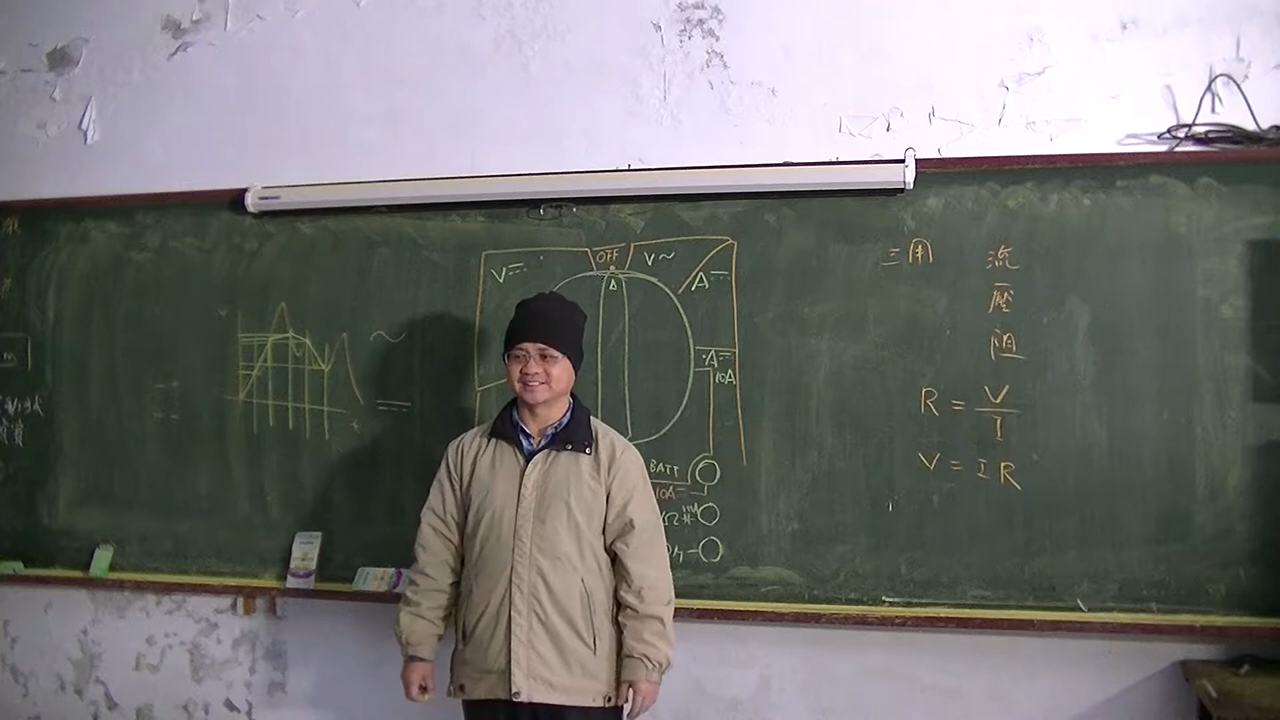 V⎓
OFF
V~
A⎓
A⎓
10A
BATT
10A⎓
~
三用
流
壓
阻
R = V/I
V = IR